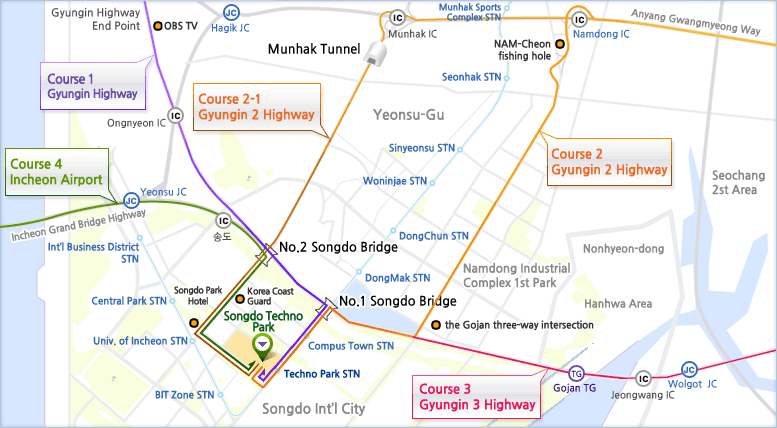 Gyungin Highway
End Point
OBS TV
JC
Hagik JC
Munhak Sports
Complex STN
IC
Munhak IC
IC
Namdong IC
Anyang Gwangmyeong Way
Munhak Tunnel
NAM-Cheon
fishing hole
Seonhak STN
Course 1
Gyungin Highway
Course 2-1
Gyungin 2 Highway
Yeonsu-Gu
IC
Ongnyeon IC
Sinyeonsu STN
Course 2
Gyungin 2 Highway
Course 4
Incheon Airport
Woninjae STN
Seochang
2st Area
Yeonsu JC
JC
Incheon Grand Bridge Highway
IC
송도
Int'l Business District
STN
No.2 Songdo Bridge
DongChun STN
Nonhyeon-dong
DongMak STN
Namdong Industrial
Complex 1st Park
Songdo Park
Hotel
Korea Coast
Guard
Central Park STN
No.1 Songdo Bridge
Hanhwa Area
Songdo Techno
Park
the Gojan three-way intersection
Univ. of Incheon STN
Compus Town STN
Techno Park STN
TG
Gojan TG
IC
Jeongwang IC
JC
Wolgot JC
BIT Zone STN
Course 3
Gyungin 3 Highway
Songdo Int'l City